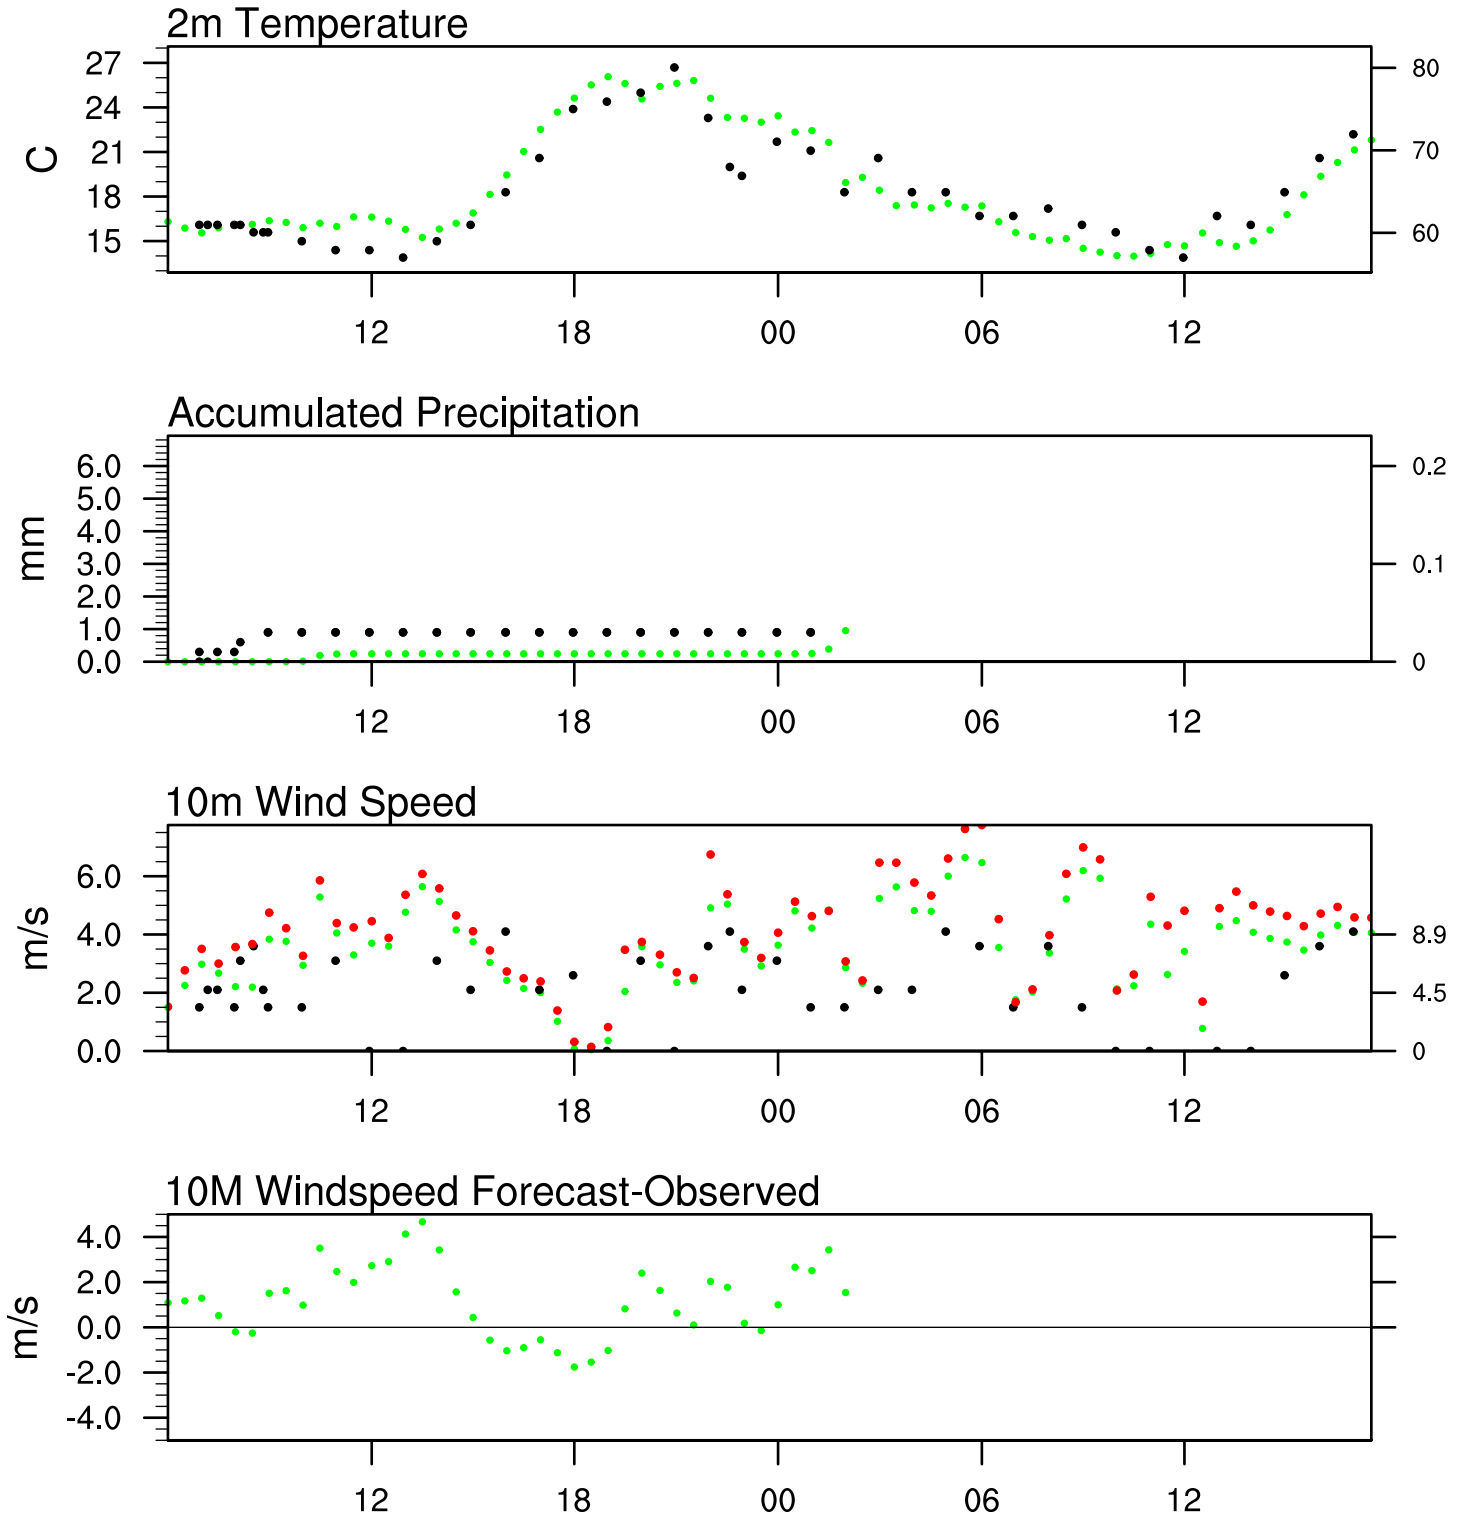 2m Temperature
27
24
21
18
15
C
80
70
60
12 18 00 06 12
Accumulated Precipitation
6.0
5.0
4.0
3.0
2.0
1.0
0.0
mm
0.2
0.1
0
12 18 00 06 12
10m Wind Speed
6.0
4.0
2.0
0.0
m/s
8.9
4.5
0
12 18 00 06 12
10M Windspeed Forecast-Observed
4.0
2.0
0.0
-2.0
-4.0
m/s
12 18 00 06 12